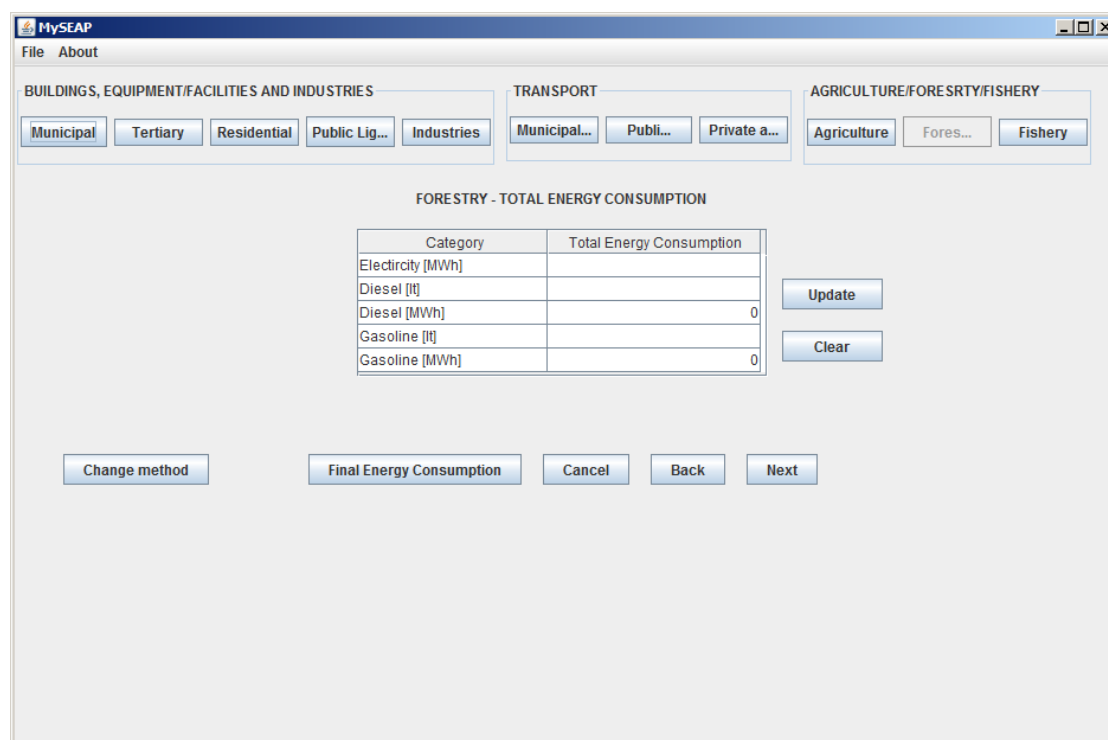 MySEAP
File About
BUILDINGS, EQUIPMENT/FACILITIES AND INDUSTRIES
Municipal Tertiary Residential Public Lig... Industries
TRANSPORT
Municipal... Publi... Private a...
AGRICULTURE/FORESRTY/FISHERY
Agriculture Fores... Fishery
FORESTRY - TOTAL ENERGY CONSUMPTION
Category Total Energy Consumption
Electircity [MWh]
Diesel [lt]
Diesel [MWh] 0
Gasoline [lt]
Gasoline [MWh] 0
Update
Clear
Change method Final Energy Consumption Cancel Back Next